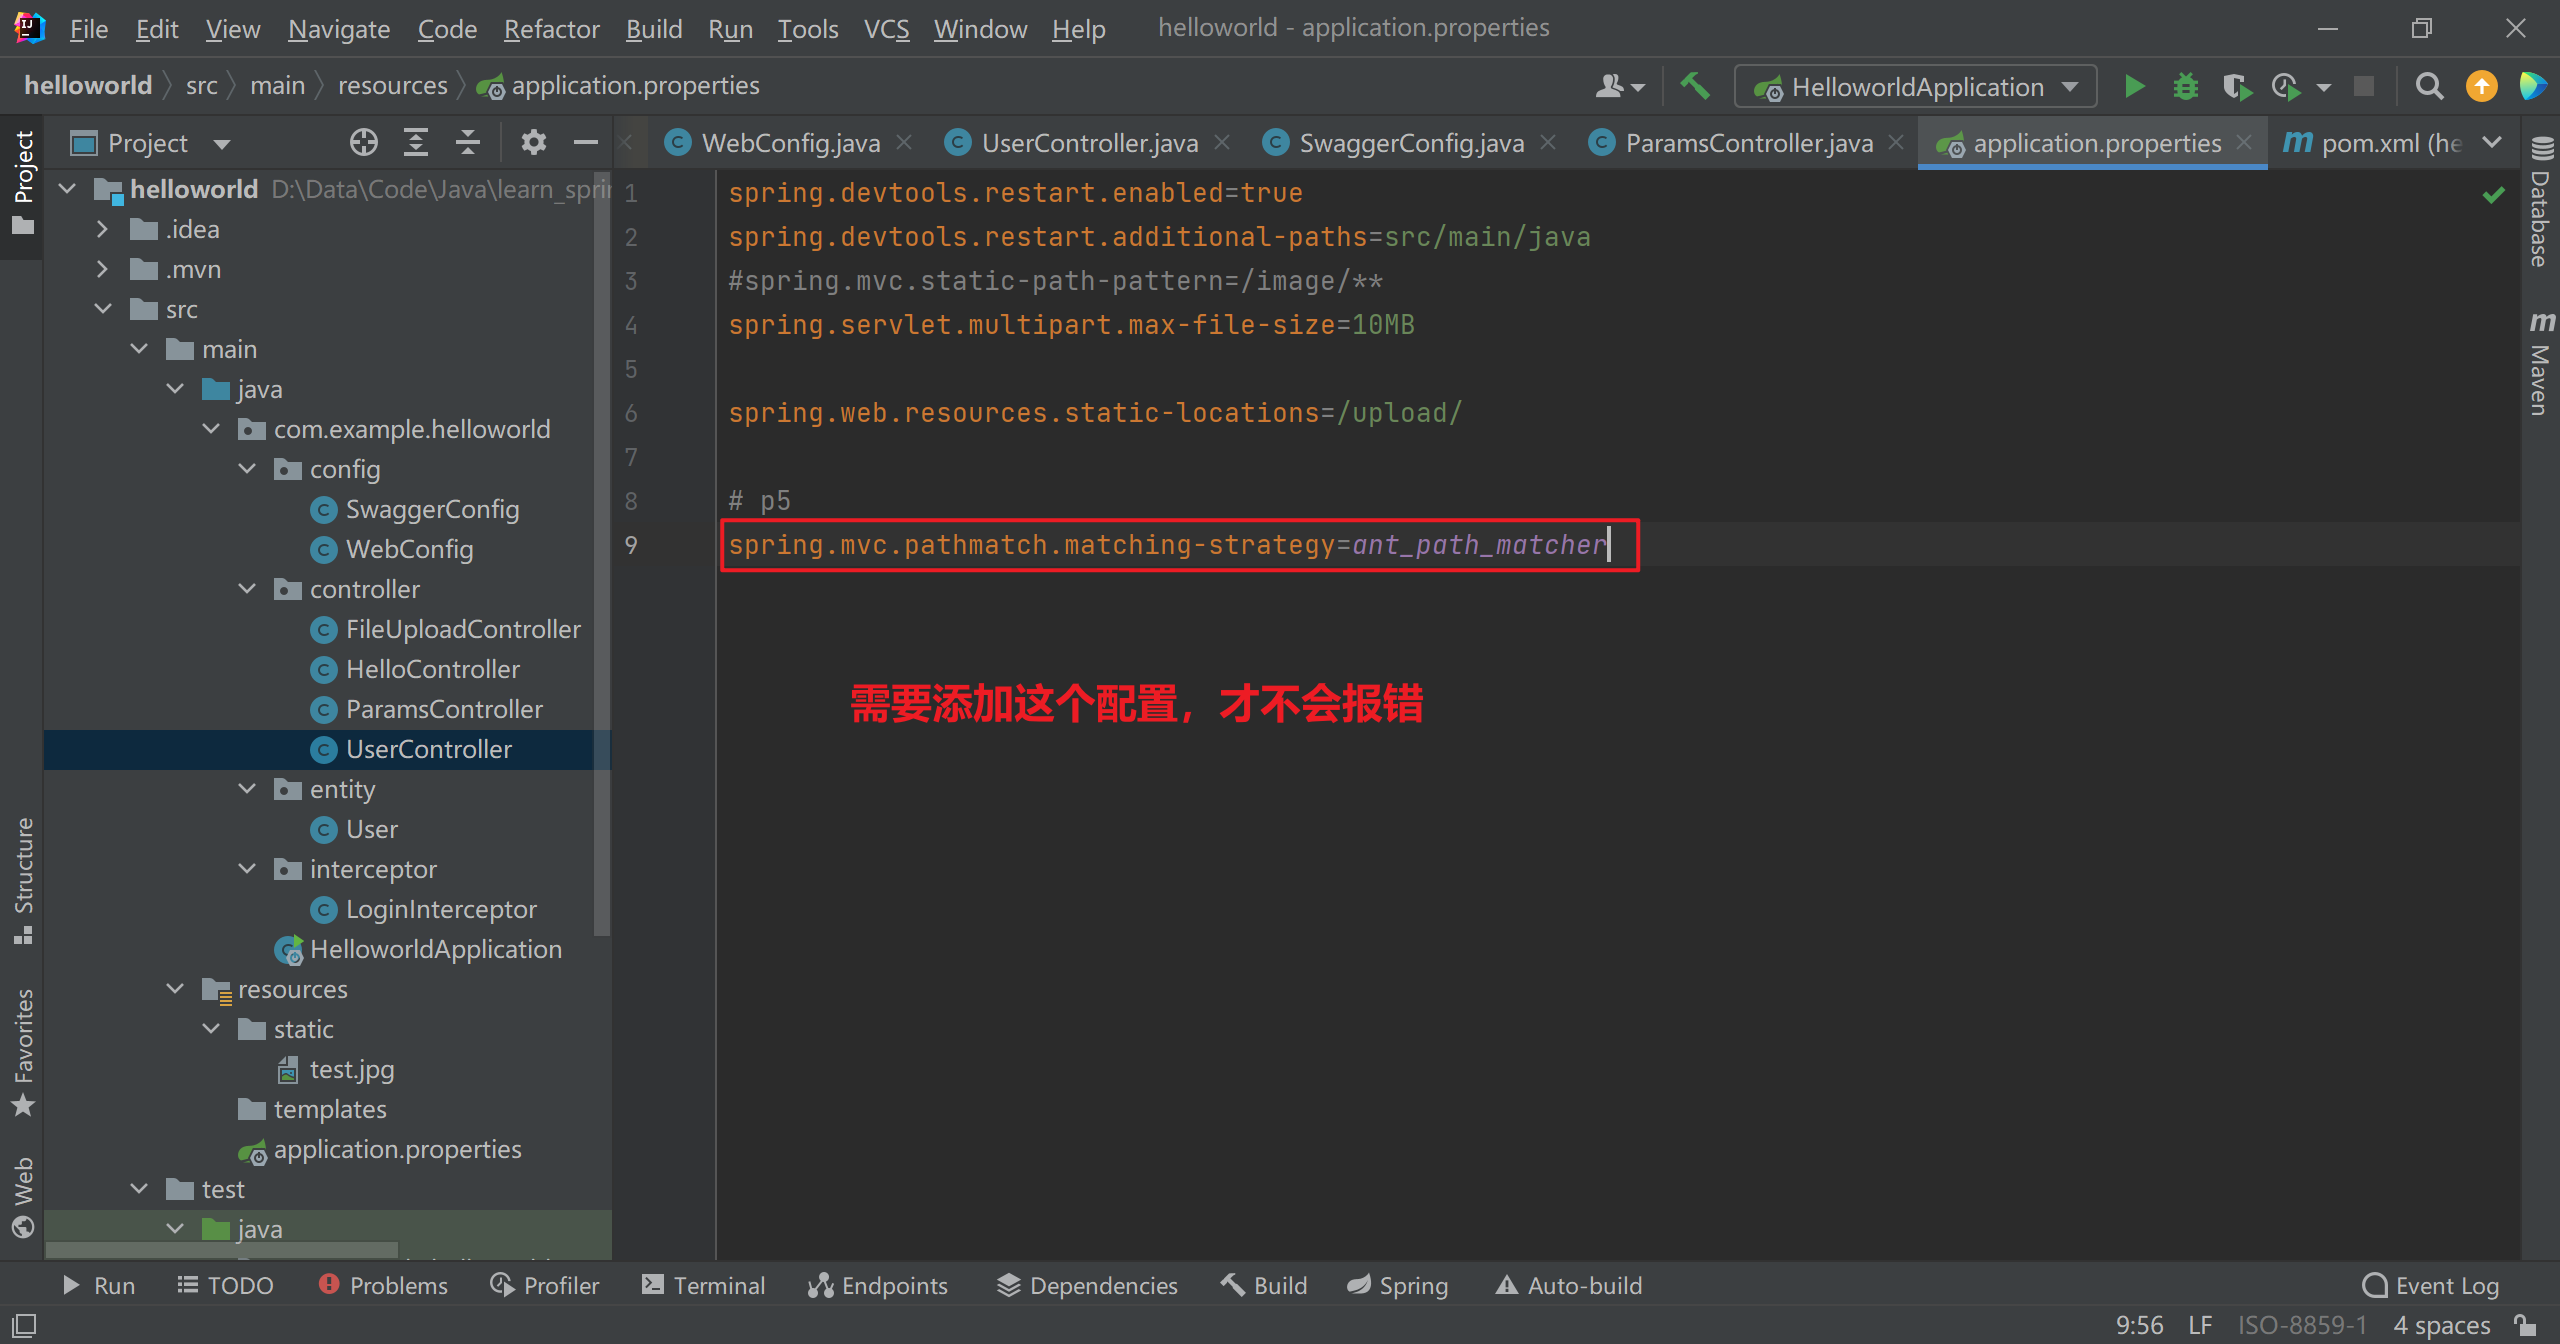 File Edit View Navigate Code Refactor Build Run Tools VCS Window Help helloworld - application.properties
helloworld src main resources application.properties HelloworldApplication
Project WebConfig.java UserController.java SwaggerConfig.java ParamsController.java application.properties pom.xml (he
Project
helloworld D:\Data\Code\Java\learn_spri
.idea
.mvn
src
main
java
com.example.helloworld
config
SwaggerConfig
WebConfig
controller
FileUploadController
HelloController
ParamsController
UserController
entity
User
interceptor
LoginInterceptor
HelloworldApplication
resources
static
test.jpg
templates
application.properties
test
java
Structure
Favorites
Web
1 spring.devtools.restart.enabled=true
2 spring.devtools.restart.additional-paths=src/main/java
3 #spring.mvc.static-path-pattern=/image/**
4 spring.servlet.multipart.max-file-size=10MB
5
6 spring.web.resources.static-locations=/upload/
7
8 # p5
9 spring.mvc.pathmatch.matching-strategy=ant_path_matcher
需要添加这个配置，才不会报错
Database
Maven
Run TODO Problems Profiler Terminal Endpoints Dependencies Build Spring Auto-build Event Log
9:56 LF ISO-8859-1 4 spaces